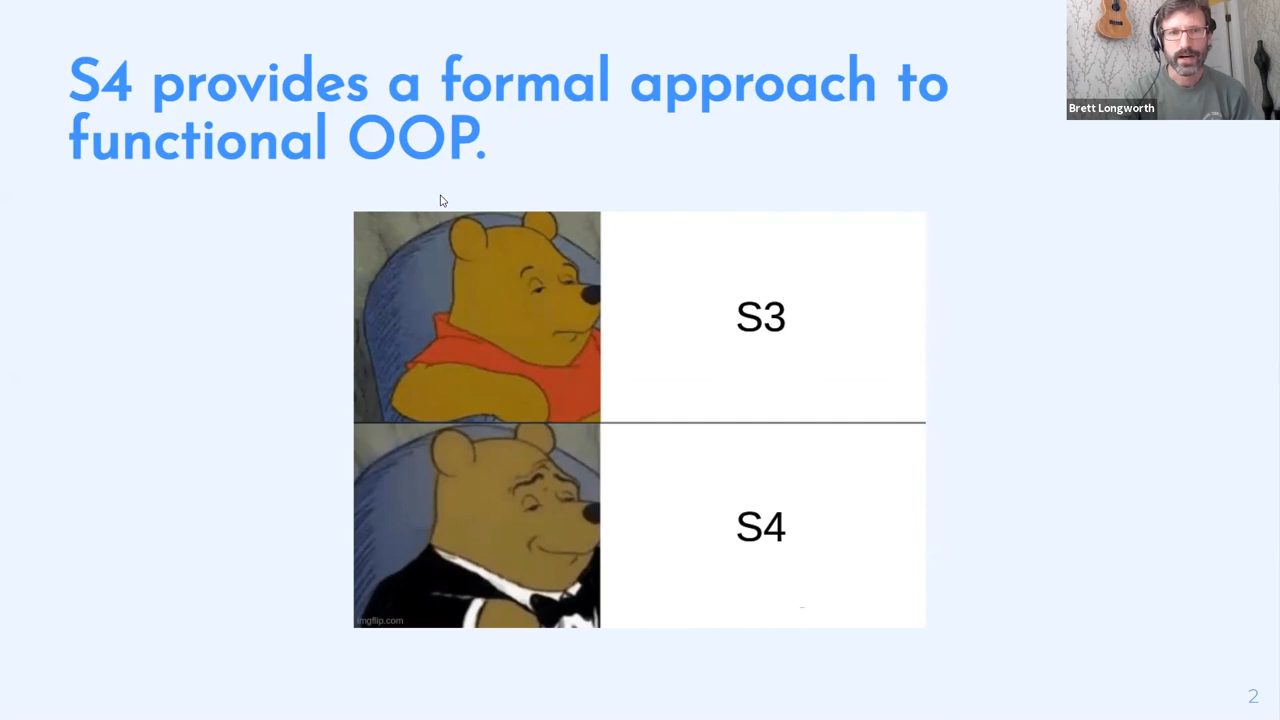 S4 provides a formal approach to
functional OOP.
Brett Longworth
S3
S4
imgflip.com
2